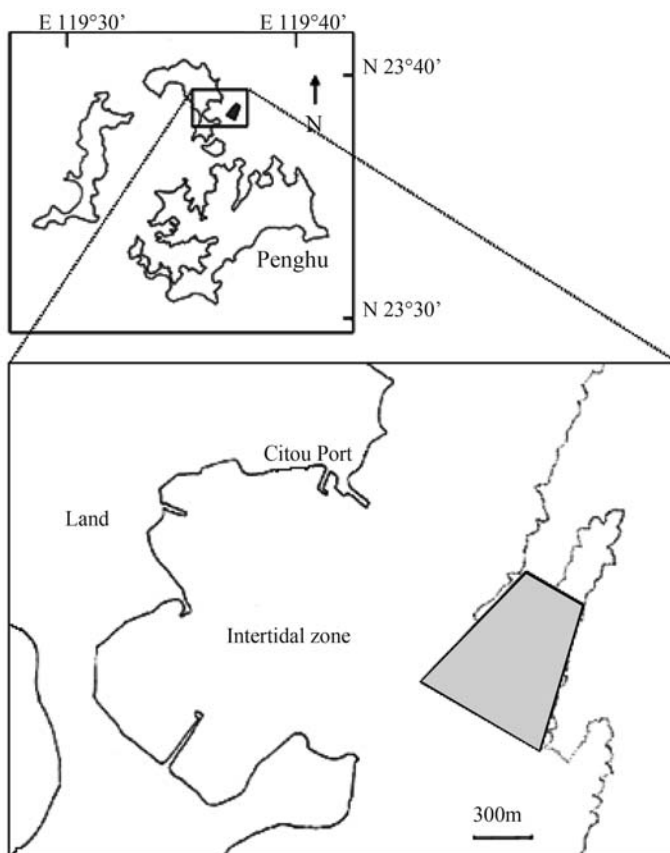 E 119°30’ E 119°40’
N 23°40’
N
Penghu
N 23°30’
Citou Port
Land
Intertidal zone
300m